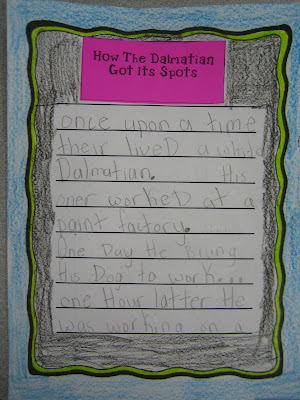 How The Dalmatian
Got Its Spots
once upon a time
their lived a white
Dalmatian. His
oner worked at a
paint factory.
One Day He Bring
His Dog to work...
one Hour latter He
was working on a